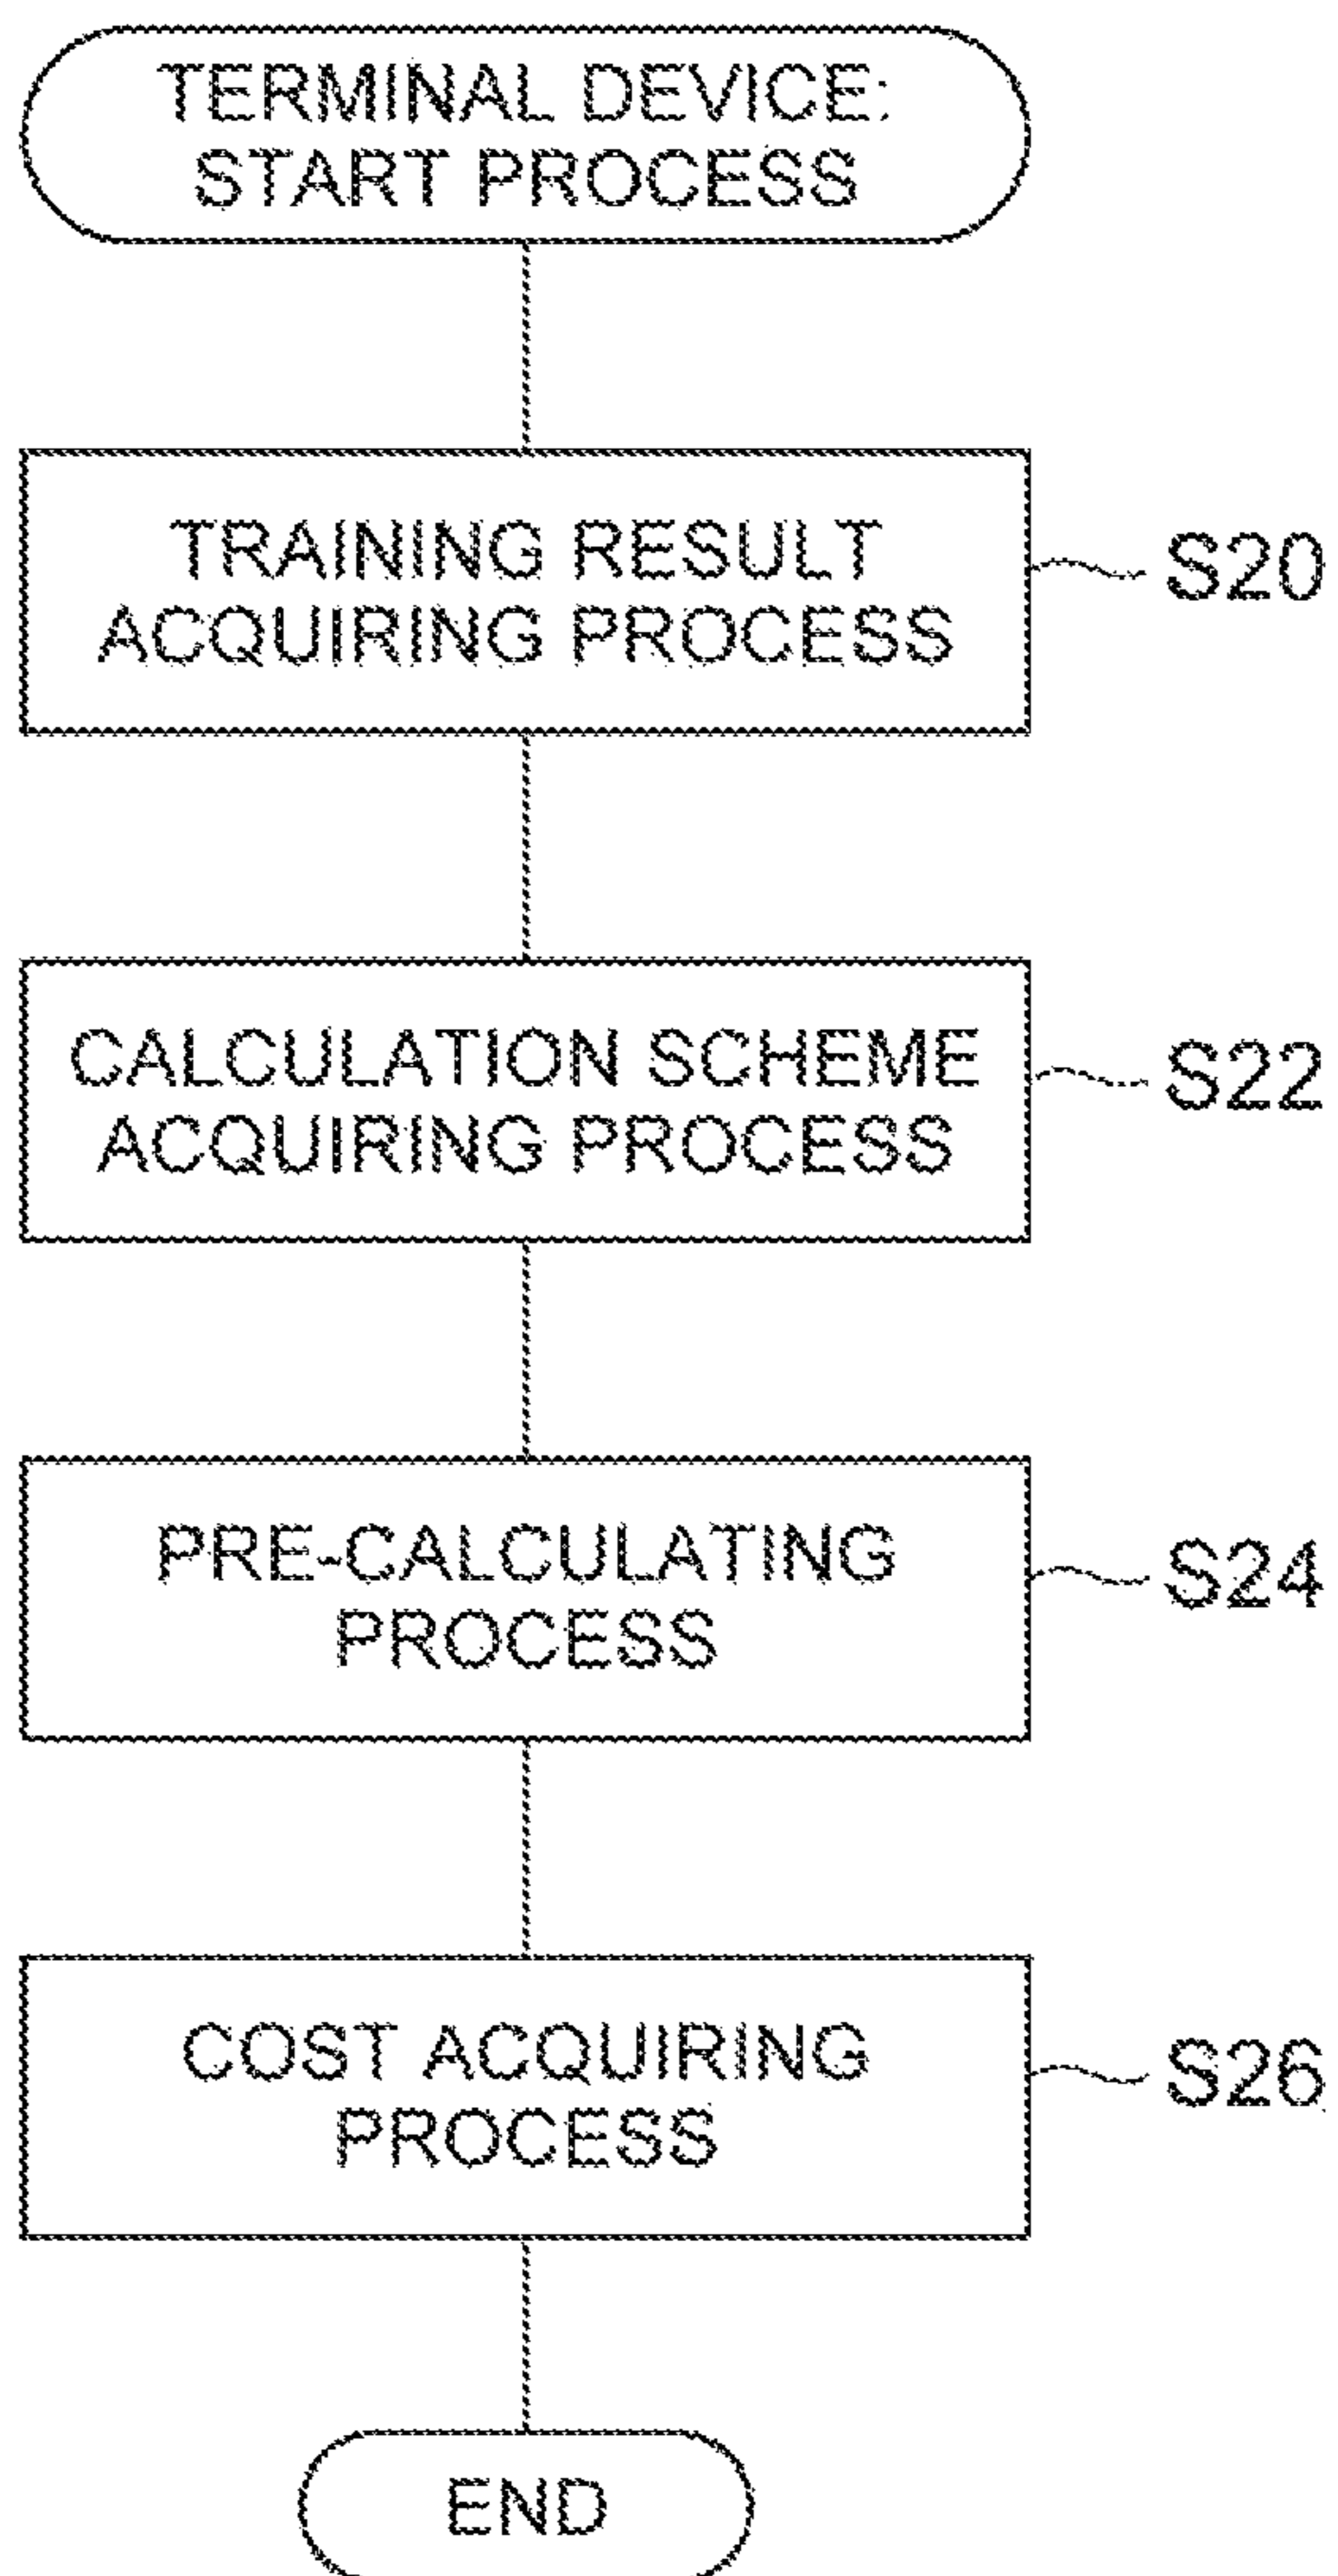 TERMINAL DEVICE:
START PROCESS
TRAINING RESULT
ACQUIRING PROCESS
S20
CALCULATION SCHEME
ACQUIRING PROCESS
S22
PRE-CALCULATING
PROCESS
S24
COST ACQUIRING
PROCESS
S26
END